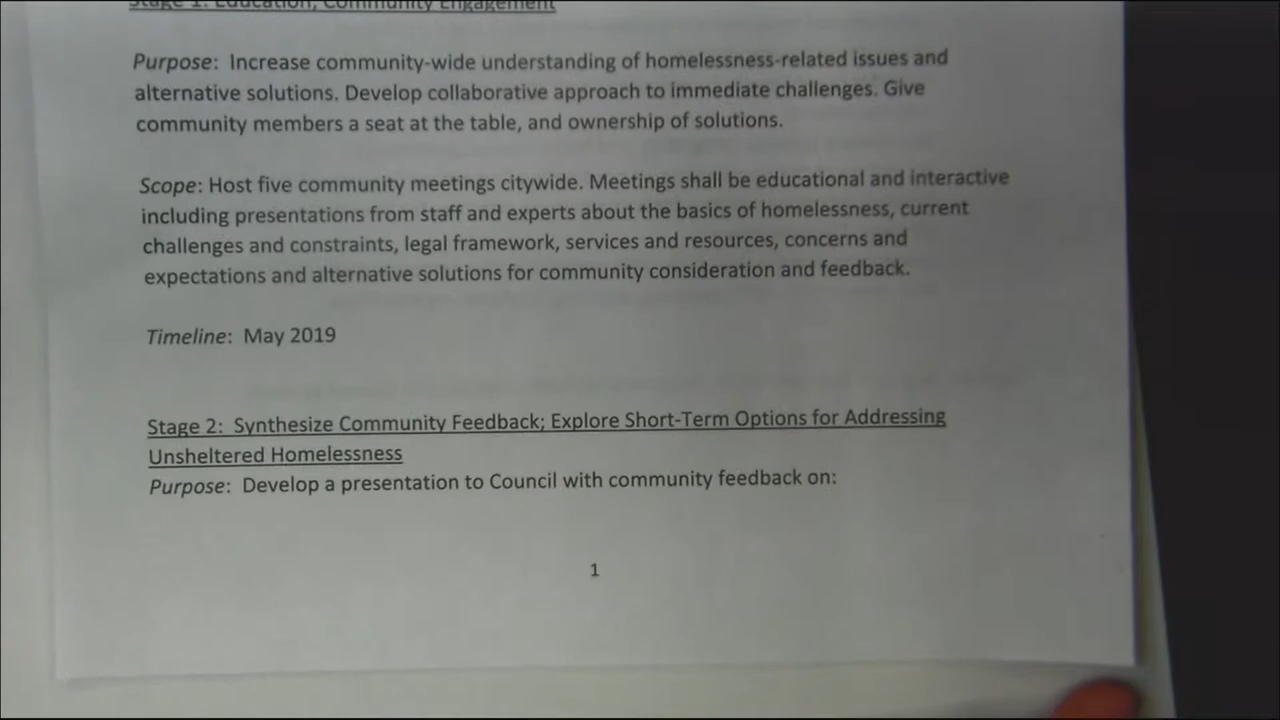 Stage 1: Education, Community Engagement
Purpose: Increase community-wide understanding of homelessness-related issues and
alternative solutions. Develop collaborative approach to immediate challenges. Give
community members a seat at the table, and ownership of solutions.
Scope: Host five community meetings citywide. Meetings shall be educational and interactive
including presentations from staff and experts about the basics of homelessness, current
challenges and constraints, legal framework, services and resources, concerns and
expectations and alternative solutions for community consideration and feedback.
Timeline: May 2019
Stage 2: Synthesize Community Feedback; Explore Short-Term Options for Addressing
Unsheltered Homelessness
Purpose: Develop a presentation to Council with community feedback on:
1